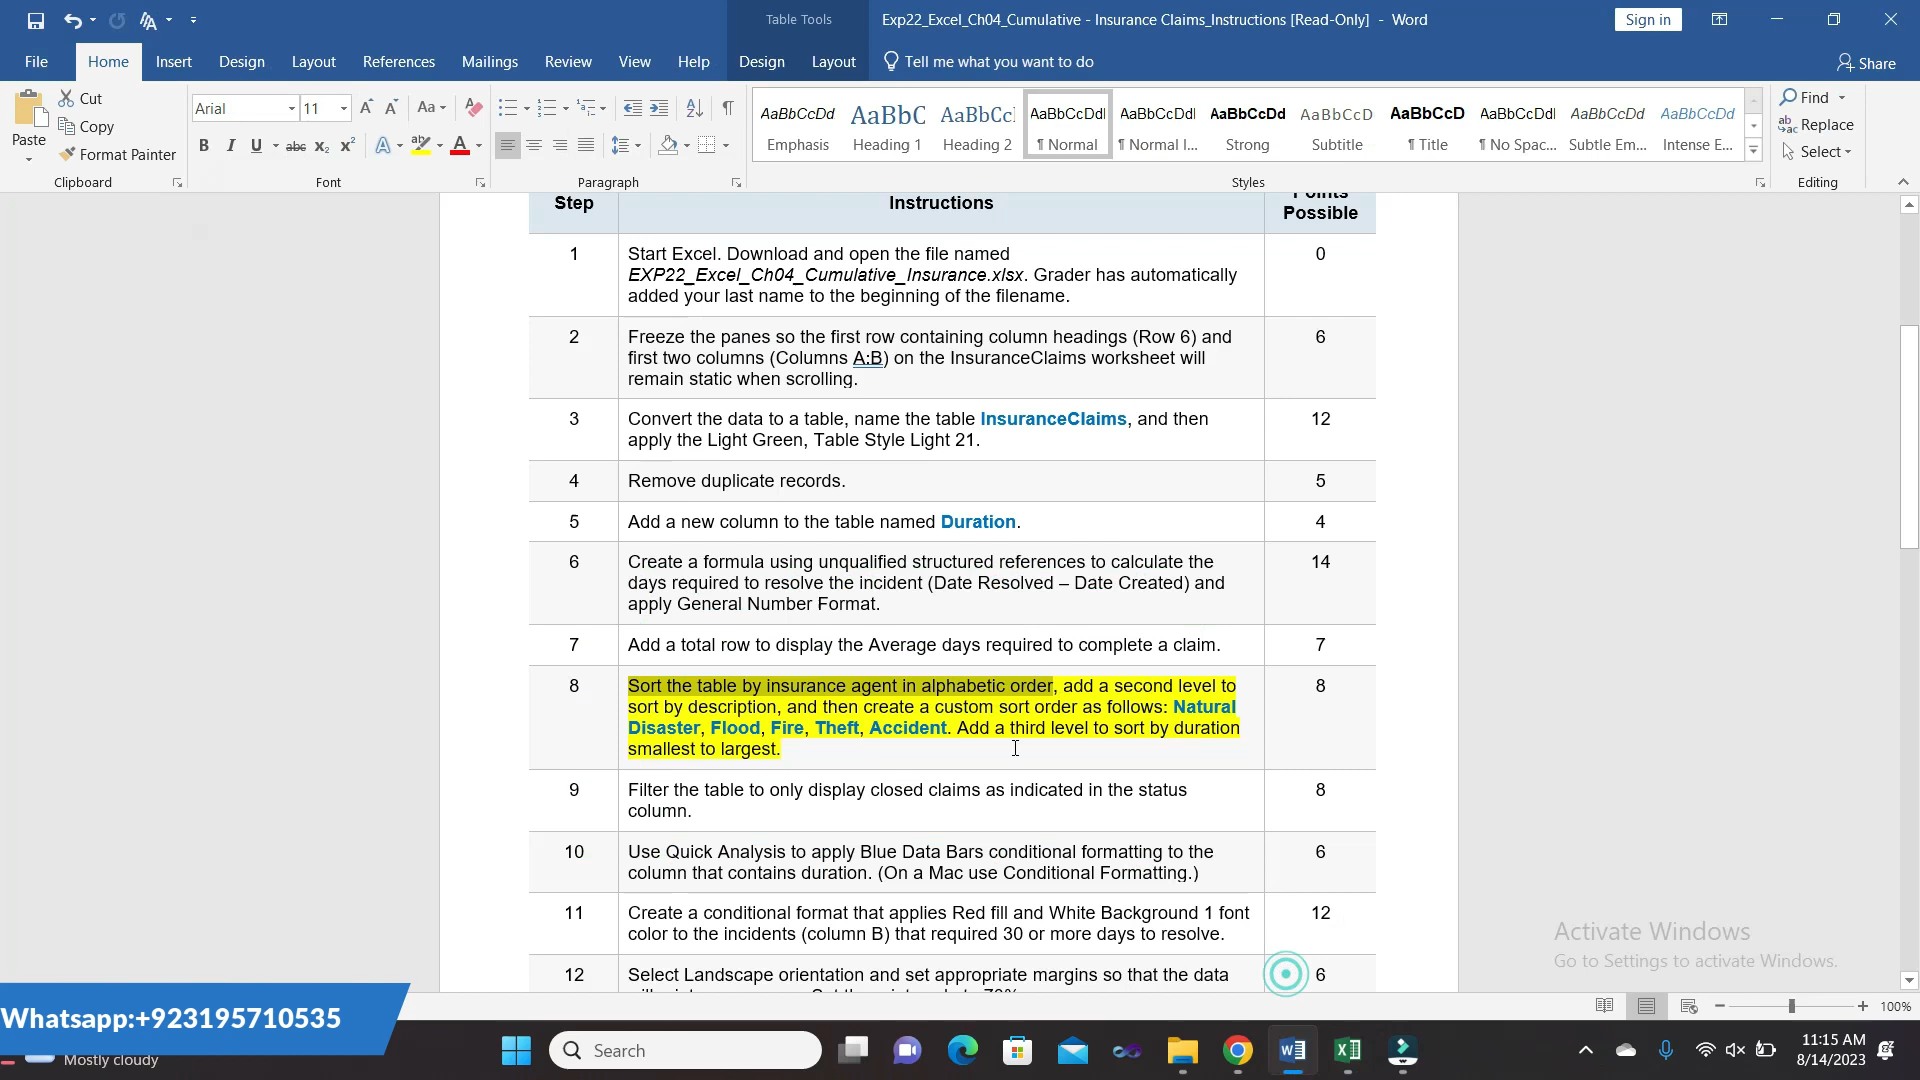 Table Tools
Exp22_Excel_Ch04_Cumulative - Insurance Claims_Instructions [Read-Only] - Word
Sign in
File Home Insert Design Layout References Mailings Review View Help Design Layout Tell me what you want to do Share
Paste
Cut
Copy
Format Painter
Clipboard
Arial 11
Font
Paragraph
AaBbCcDd AaBbC AaBbCc AaBbCcDd AaBbCcDd AaBbCcDd AaBbCcD AaBbCcD AaBbCcDd AaBbCcDd AaBbCcDd
Emphasis Heading 1 Heading 2 ¶ Normal ¶ Normal I... Strong Subtitle ¶ Title ¶ No Spac... Subtle Em... Intense E...
Styles
Find
Replace
Select
Editing
Step Instructions Points Possible
1 Start Excel. Download and open the file named
EXP22_Excel_Ch04_Cumulative_Insurance.xlsx. Grader has automatically
added your last name to the beginning of the filename. 0
2 Freeze the panes so the first row containing column headings (Row 6) and
first two columns (Columns A:B) on the InsuranceClaims worksheet will
remain static when scrolling. 6
3 Convert the data to a table, name the table InsuranceClaims, and then
apply the Light Green, Table Style Light 21. 12
4 Remove duplicate records. 5
5 Add a new column to the table named Duration. 4
6 Create a formula using unqualified structured references to calculate the
days required to resolve the incident (Date Resolved – Date Created) and
apply General Number Format. 14
7 Add a total row to display the Average days required to complete a claim. 7
8 Sort the table by insurance agent in alphabetic order, add a second level to
sort by description, and then create a custom sort order as follows: Natural
Disaster, Flood, Fire, Theft, Accident. Add a third level to sort by duration
smallest to largest. 8
9 Filter the table to only display closed claims as indicated in the status
column. 8
10 Use Quick Analysis to apply Blue Data Bars conditional formatting to the
column that contains duration. (On a Mac use Conditional Formatting.) 6
11 Create a conditional format that applies Red fill and White Background 1 font
color to the incidents (column B) that required 30 or more days to resolve. 12
12 Select Landscape orientation and set appropriate margins so that the data 6
Activate Windows
Go to Settings to activate Windows.
100%
Whatsapp:+923195710535
Mostly cloudy
Search
11:15 AM
8/14/2023